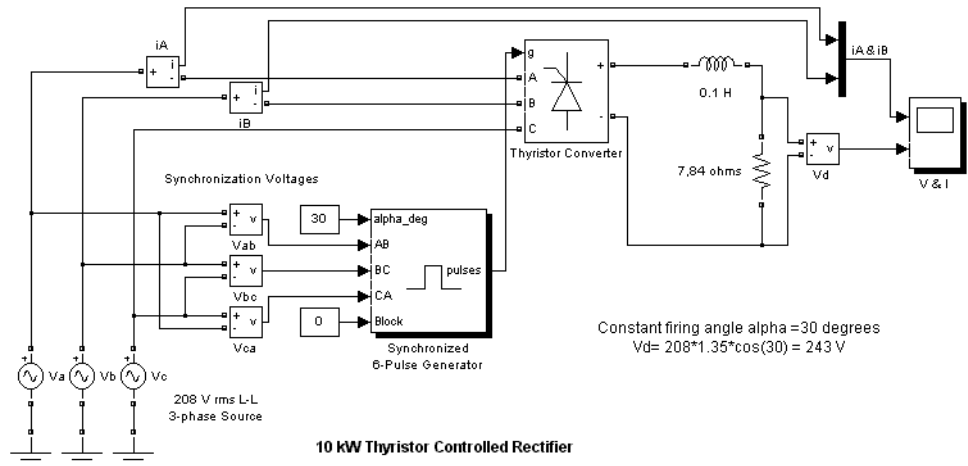 iA
+ i -
iB
+ i -
g
A
B
C
+
-
Thyristor Converter
0.1 H
7,84 ohms
+ - v
Vd
iA & iB
V & I
Synchronization Voltages
+ - v
Vab
+ - v
Vbc
+ - v
Vca
30
0
alpha_deg
AB
BC
CA
Block
pulses
Synchronized
6-Pulse Generator
Constant firing angle alpha =30 degrees
Vd= 208*1.35*cos(30) = 243 V
+ Va
+ Vb
+ Vc
208 V rms L-L
3-phase Source
10 kW Thyristor Controlled Rectifier